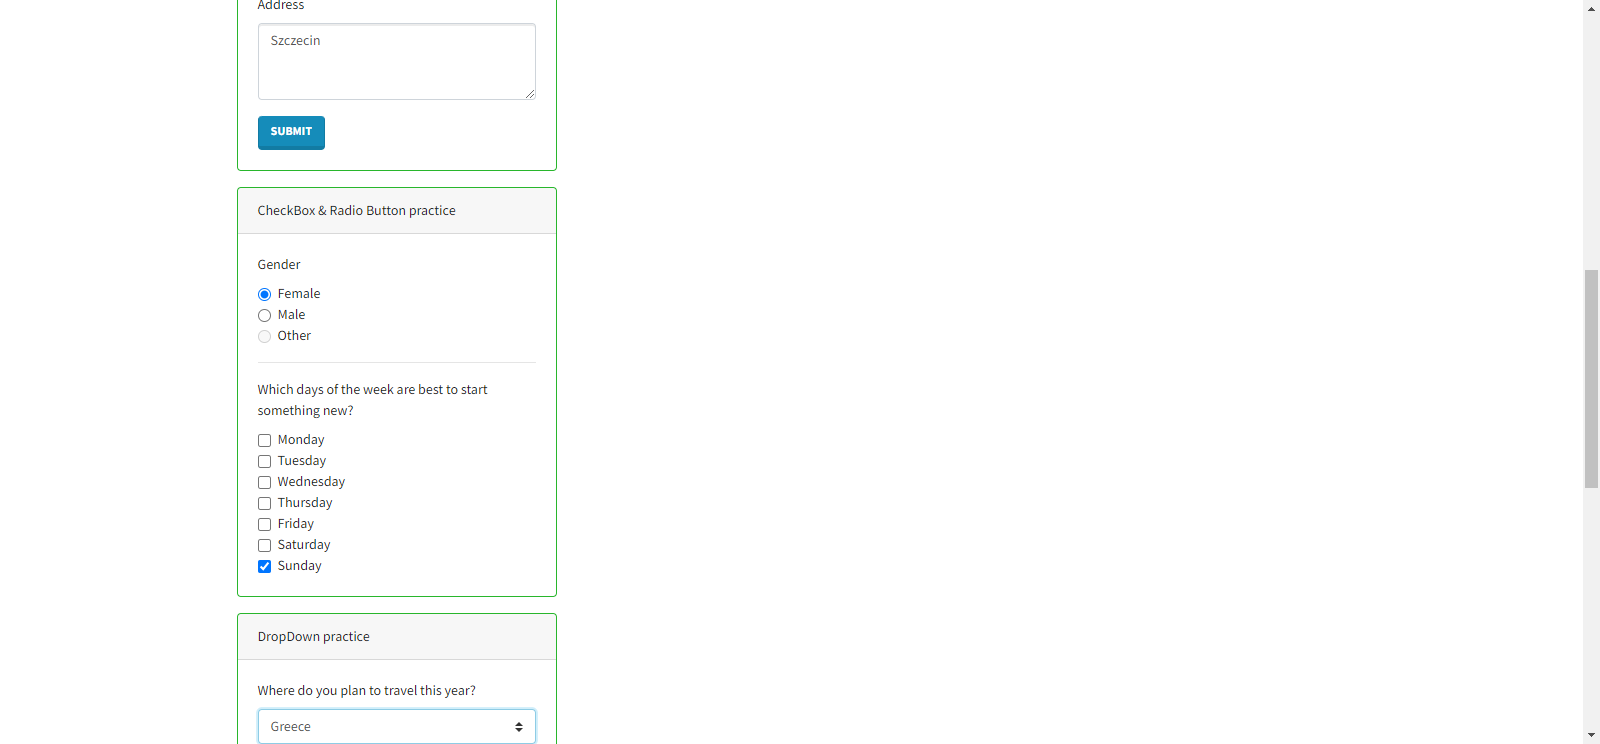 Address
Szczecin
SUBMIT
CheckBox & Radio Button practice
Gender
Female
Male
Other
Which days of the week are best to start
something new?
Monday
Tuesday
Wednesday
Thursday
Friday
Saturday
Sunday
DropDown practice
Where do you plan to travel this year?
Greece